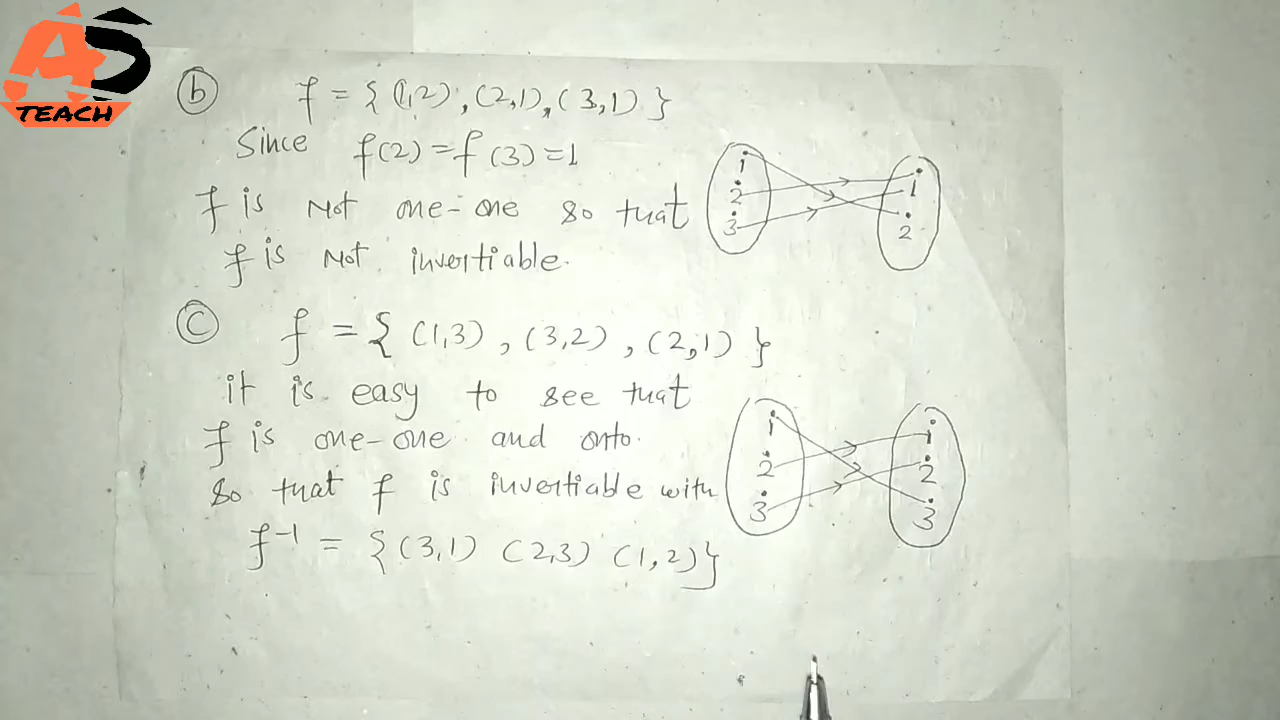 AS
TEACH
(b) f = { (1,2), (2,1), (3,1) }
Since f(2) = f(3) = 1
f is Not one-one so that
f is Not invertiable.
1
2
3
1
2
(c) f = { (1,3), (3,2), (2,1) }
it is easy to see that
f is one-one and onto.
so that f is invertiable with
f⁻¹ = {(3,1) (2,3) (1,2)}
1
2
3
1
2
3